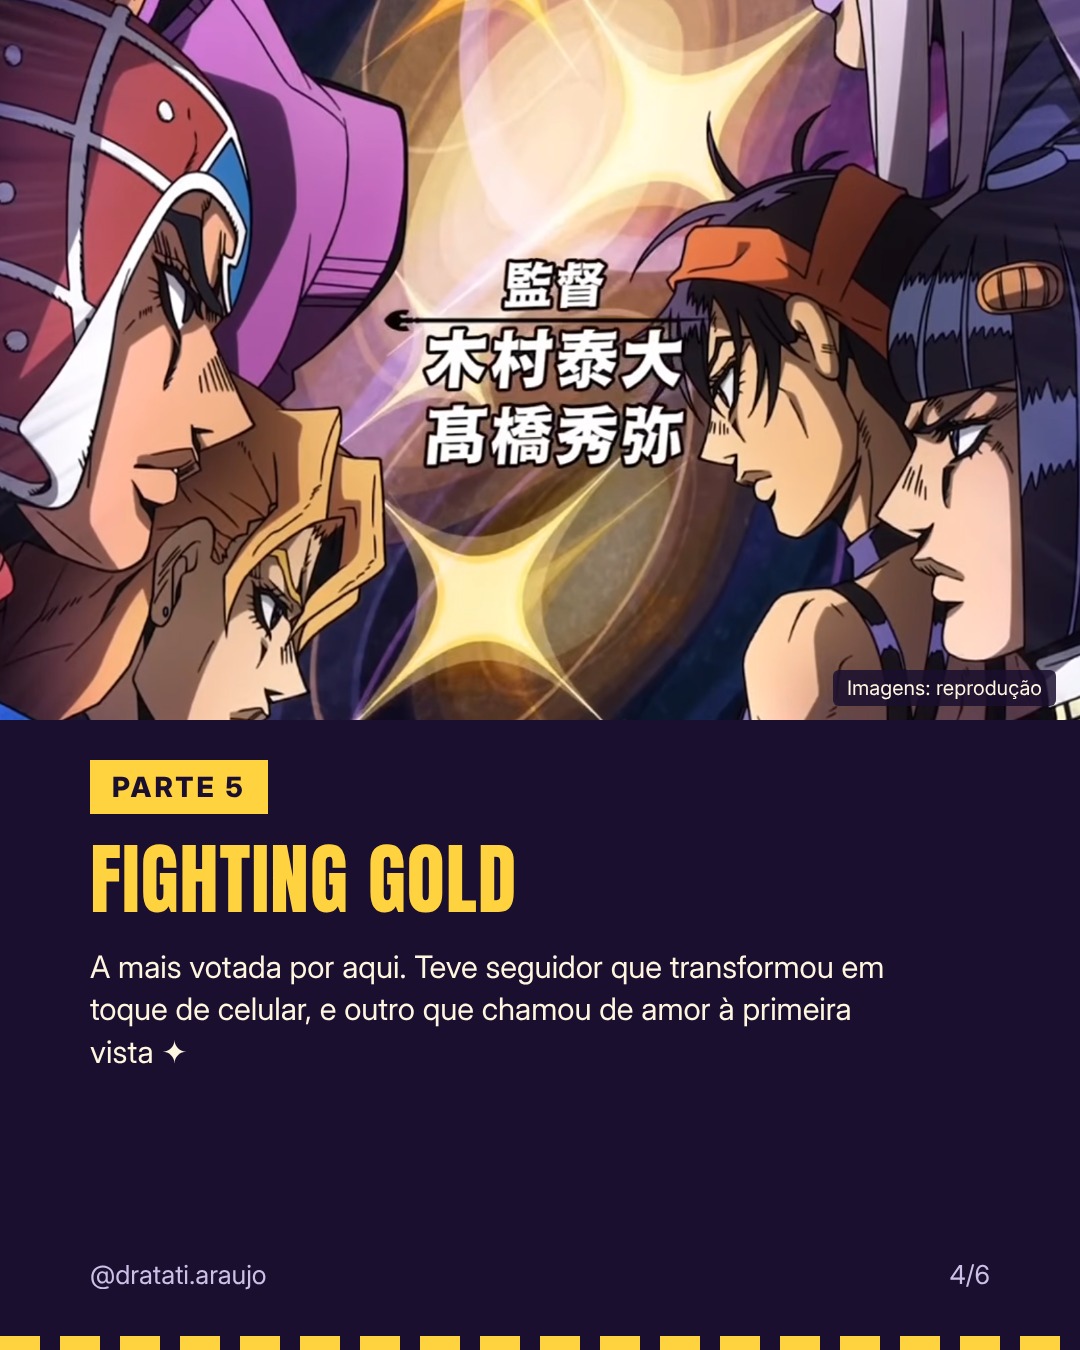 監督
木村泰大
髙橋秀弥
Imagens: reprodução
PARTE 5
FIGHTING GOLD
A mais votada por aqui. Teve seguidor que transformou em
toque de celular, e outro que chamou de amor à primeira
vista ✦
@dratati.araujo
4/6